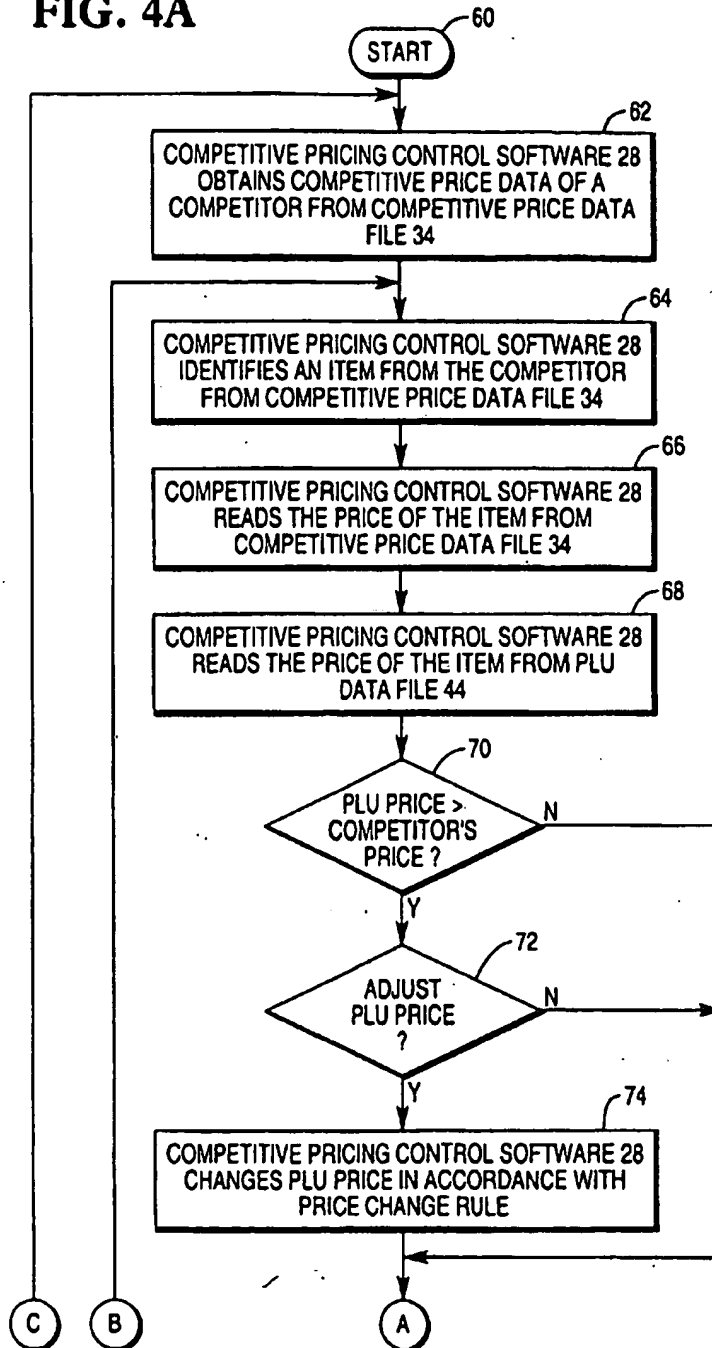 FIG. 4A
60
START
62
COMPETITIVE PRICING CONTROL SOFTWARE 28
OBTAINS COMPETITIVE PRICE DATA OF A
COMPETITOR FROM COMPETITIVE PRICE DATA
FILE 34
64
COMPETITIVE PRICING CONTROL SOFTWARE 28
IDENTIFIES AN ITEM FROM THE COMPETITOR
FROM COMPETITIVE PRICE DATA FILE 34
66
COMPETITIVE PRICING CONTROL SOFTWARE 28
READS THE PRICE OF THE ITEM FROM
COMPETITIVE PRICE DATA FILE 34
68
COMPETITIVE PRICING CONTROL SOFTWARE 28
READS THE PRICE OF THE ITEM FROM PLU
DATA FILE 44
70
PLU PRICE >
COMPETITOR'S
PRICE ?
N
Y
72
ADJUST
PLU PRICE
?
N
Y
74
COMPETITIVE PRICING CONTROL SOFTWARE 28
CHANGES PLU PRICE IN ACCORDANCE WITH
PRICE CHANGE RULE
C
B
A